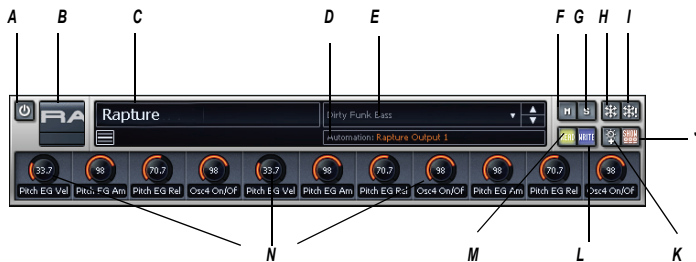 A B C D E F G H I
RA Rapture Dirty Funk Bass M S
Automation: Rapture Output 1 READ WRITE SHOW
J
33.7 98 70.7 98 33.7 98 70.7 98 98 70.7 98
Pitch EG Vel Pitch EG Am Pitch EG Rel Osc4 On/Of Pitch EG Vel Pitch EG Am Pitch EG Rel Osc4 On/Of Pitch EG Am Pitch EG Rel Osc4 On/Of
N M L K